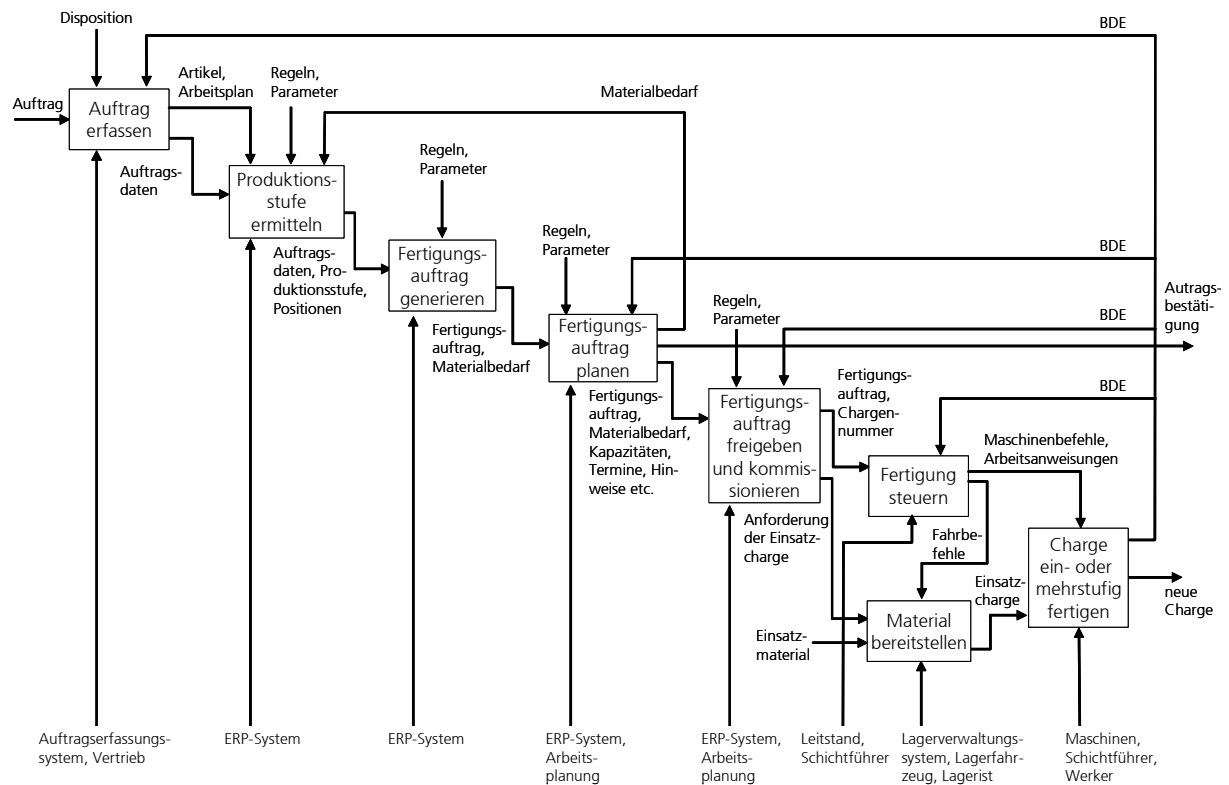 Disposition
BDE
Auftrag
Auftrag
erfassen
Artikel,
Arbeitsplan
Regeln,
Parameter
Materialbedarf
Auftrags-
daten
Produktions-
stufe
ermitteln
Regeln,
Parameter
Auftrags-
daten, Pro-
duktionsstufe,
Positionen
Fertigungs-
auftrag
generieren
Regeln,
Parameter
BDE
Fertigungs-
auftrag,
Materialbedarf
Fertigungs-
auftrag
planen
Regeln,
Parameter
BDE
Autrags-
bestäti-
gung
Fertigungs-
auftrag,
Materialbedarf,
Kapazitäten,
Termine, Hin-
weise etc.
Fertigungs-
auftrag
freigeben
und kommis-
sionieren
Fertigungs-
auftrag,
Chargen-
nummer
BDE
Fertigung
steuern
Maschinenbefehle,
Arbeitsanweisungen
Anforderung
der Einsatz-
charge
Fahrbe-
fehle
Einsatz-
charge
Charge
ein- oder
mehrstufig
fertigen
neue
Charge
Einsatz-
material
Material
bereitstellen
Auftragserfassungs-
system, Vertrieb
ERP-System
ERP-System
ERP-System,
Arbeits-
planung
ERP-System,
Arbeits-
planung
Leitstand,
Schichtführer
Lagerverwaltungs-
system, Lagerfahr-
zeug, Lagerist
Maschinen,
Schichtführer,
Werker